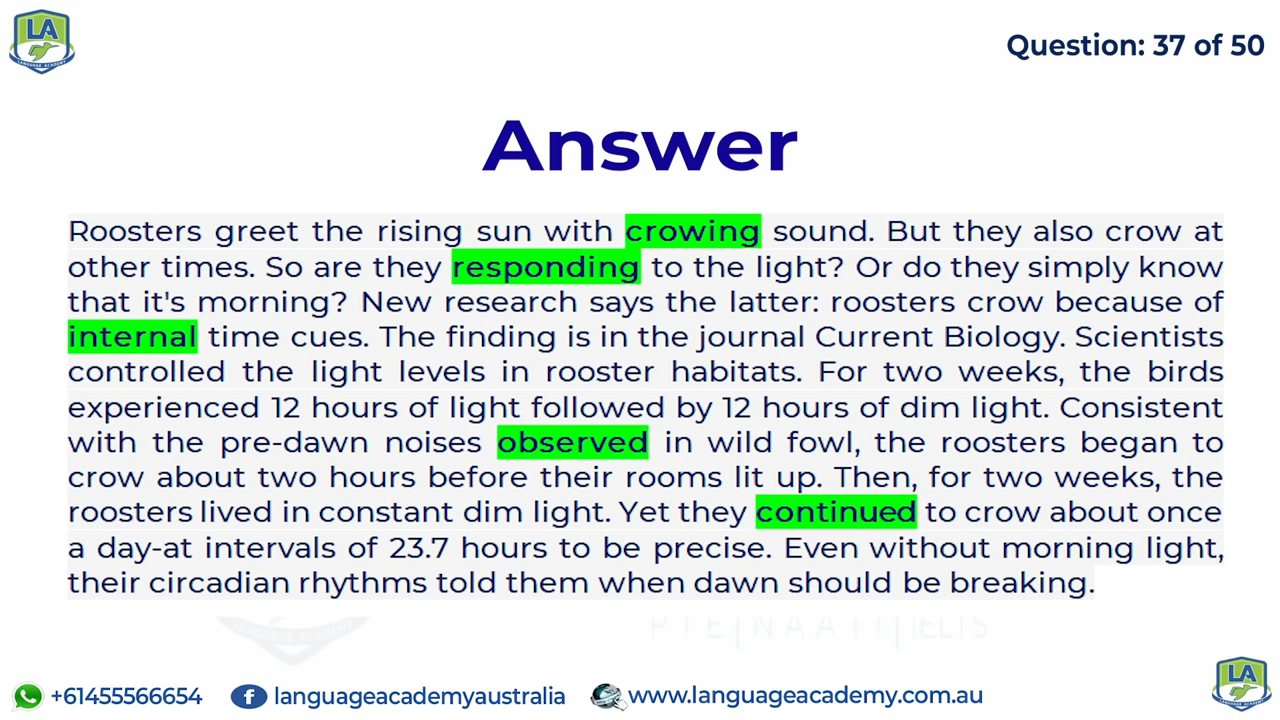 LA
LANGUAGE ACADEMY
Question: 37 of 50
Answer
Roosters greet the rising sun with crowing sound. But they also crow at
other times. So are they responding to the light? Or do they simply know
that it's morning? New research says the latter: roosters crow because of
internal time cues. The finding is in the journal Current Biology. Scientists
controlled the light levels in rooster habitats. For two weeks, the birds
experienced 12 hours of light followed by 12 hours of dim light. Consistent
with the pre-dawn noises observed in wild fowl, the roosters began to
crow about two hours before their rooms lit up. Then, for two weeks, the
roosters lived in constant dim light. Yet they continued to crow about once
a day-at intervals of 23.7 hours to be precise. Even without morning light,
their circadian rhythms told them when dawn should be breaking.
PTE|NAATI|IELTS
+61455566654
languageacademyaustralia
www.languageacademy.com.au
LA